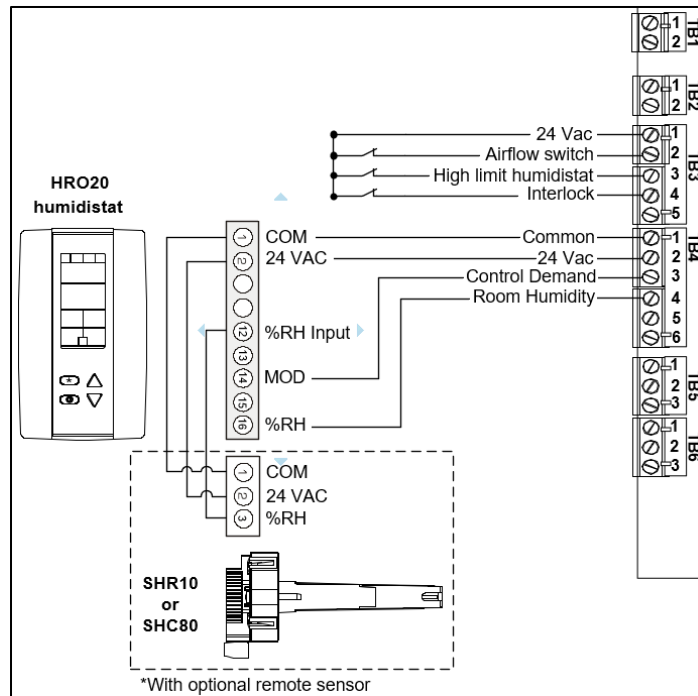 1
2
TB1
1
2
TB2
24 Vac
1
Airflow switch
2
High limit humidistat
3
Interlock
4
5
TB3
HRO20
humidistat
1
COM
Common
1
2
24 VAC
24 Vac
2
Control Demand
3
Room Humidity
4
5
6
TB4
12
%RH Input
13
14
MOD
15
16
%RH
1
2
3
TB5
1
2
3
TB6
1
COM
2
24 VAC
3
%RH
SHR10
or
SHC80
*With optional remote sensor